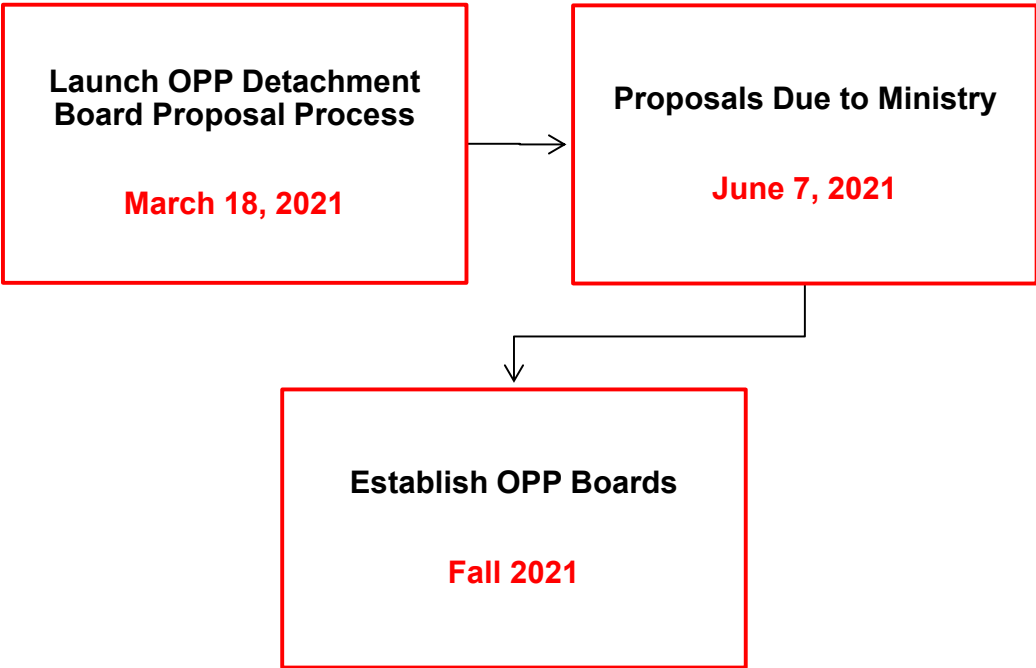 Launch OPP Detachment
Board Proposal Process
March 18, 2021
Proposals Due to Ministry
June 7, 2021
Establish OPP Boards
Fall 2021